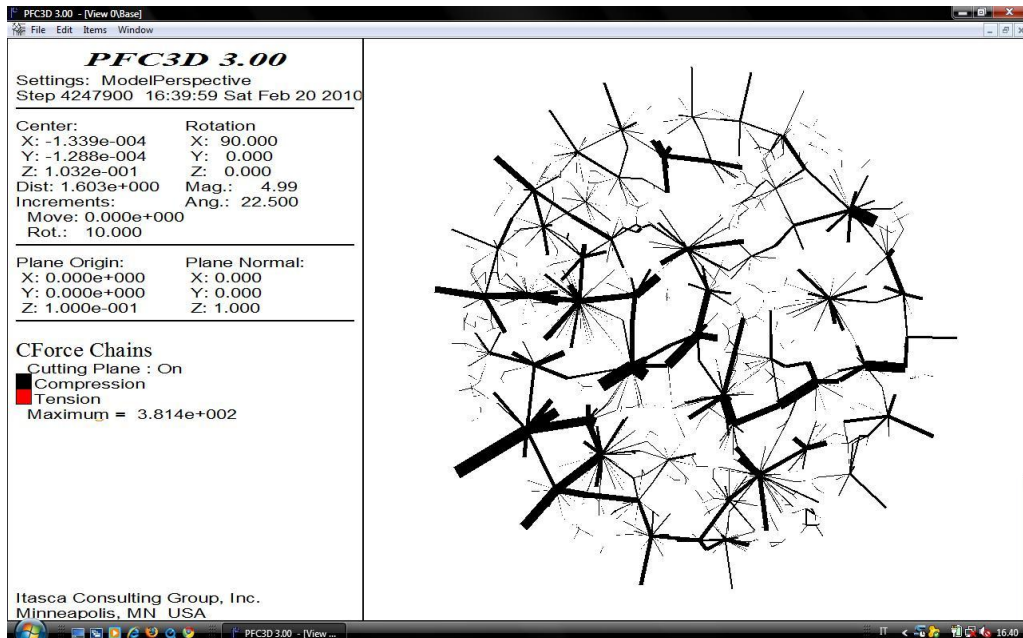 PFC3D 3.00 - [View 0\Base]
File Edit Items Window
PFC3D 3.00
Settings: ModelPerspective
Step 4247900 16:39:59 Sat Feb 20 2010
Center: Rotation
X: -1.339e-004 X: 90.000
Y: -1.288e-004 Y: 0.000
Z: 1.032e-001 Z: 0.000
Dist: 1.603e+000 Mag.: 4.99
Increments: Ang.: 22.500
Move: 0.000e+000
Rot.: 10.000
Plane Origin: Plane Normal:
X: 0.000e+000 X: 0.000
Y: 0.000e+000 Y: 0.000
Z: 1.000e-001 Z: 1.000
CForce Chains
Cutting Plane : On
Compression
Tension
Maximum = 3.814e+002
Itasca Consulting Group, Inc.
Minneapolis, MN USA
PFC3D 3.00 - [View ...
IT
16.40